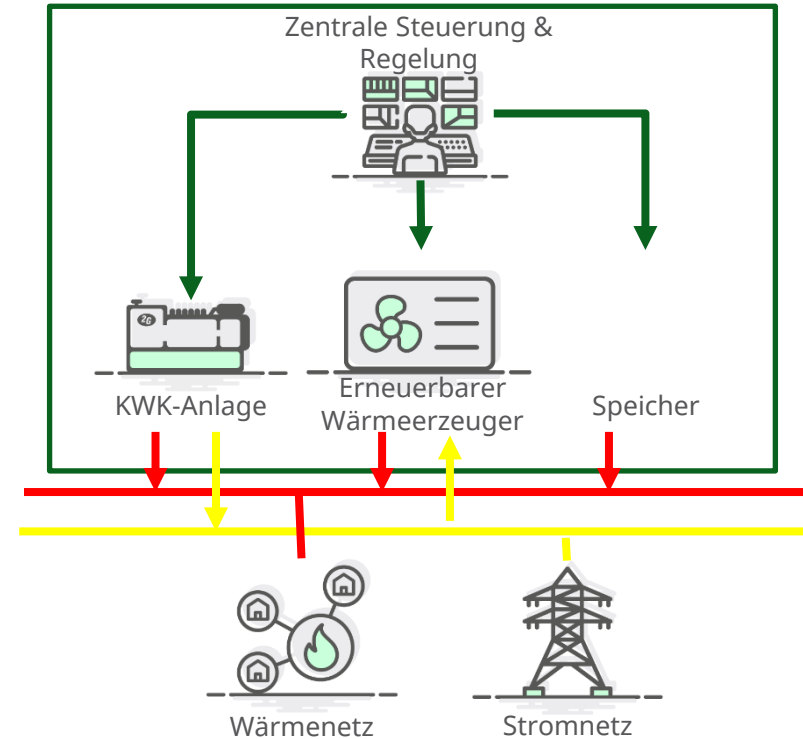 Zentrale Steuerung &
Regelung
2G
KWK-Anlage
Erneuerbarer
Wärmeerzeuger
Speicher
Wärmenetz
Stromnetz